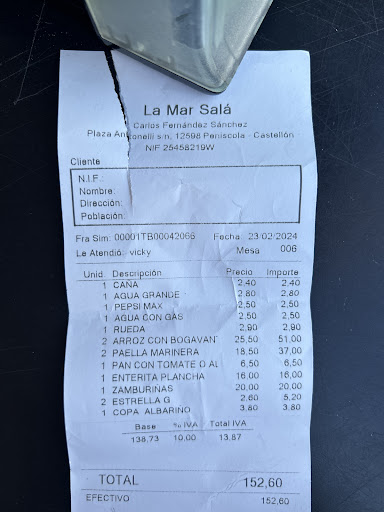 La Mar Salá
Carlos Fernández Sánchez
Plaza Antonelli s/n, 12598 Peniscola - Castellón
NIF 25458219W
Cliente
N.I.F.:
Nombre:
Dirección:
Población:
Fra Sim: 00001TB00042066 Fecha 23/02/2024
Le Atendió: vicky Mesa 006
Unid Descripción Precio Importe
1 CAÑA 2,40 2,40
1 AGUA GRANDE 2,80 2,80
1 PEPSI MAX 2,50 2,50
1 AGUA CON GAS 2,50 2,50
1 RUEDA 2,90 2,90
2 ARROZ CON BOGAVANT 25,50 51,00
2 PAELLA MARINERA 18,50 37,00
1 PAN CON TOMATE O AL 6,50 6,50
1 ENTERITA PLANCHA 16,00 16,00
1 ZAMBURIÑAS 20,00 20,00
2 ESTRELLA G 2,60 5,20
1 COPA ALBARIÑO 3,80 3,80
Base % IVA Total IVA
138,73 10,00 13,87
TOTAL 152,60
EFECTIVO 152,60